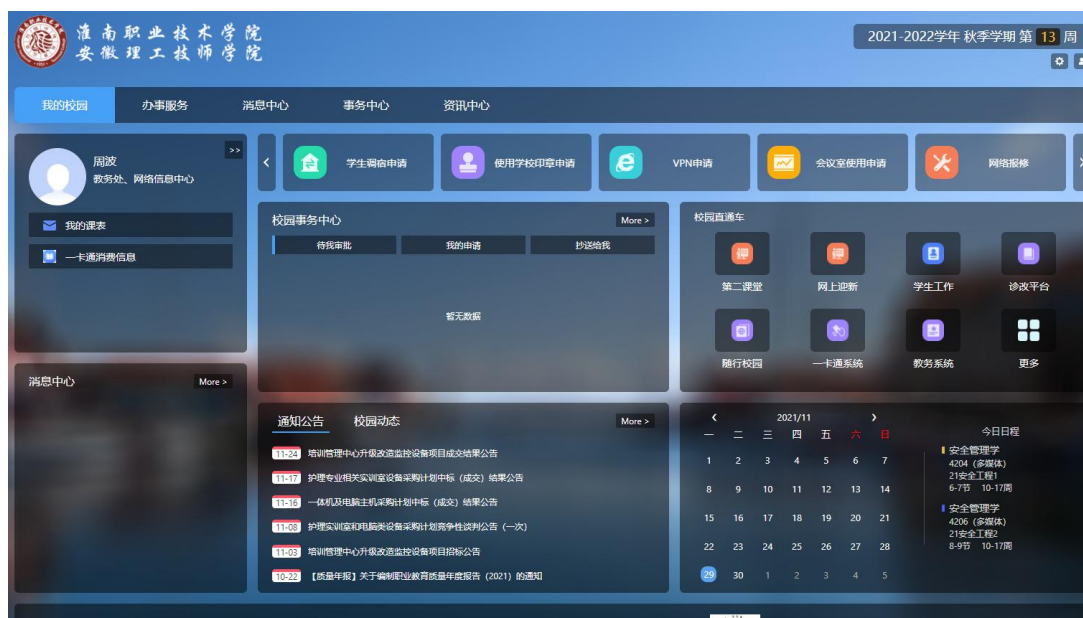 淮南职业技术学院
安徽理工技师学院
2021-2022学年 秋季学期 第 13 周
我的校园 办事服务 消息中心 事务中心 资讯中心
周波
教务处、网络信息中心
>>
我的课表
一卡通消费信息
消息中心 More >
学生调宿申请 使用学校印章申请 VPN申请 会议室使用申请 网络报修
校园事务中心 More >
待我审批 我的申请 抄送给我
暂无数据
校园直通车
第二课堂 网上迎新 学生工作 诊改平台
随行校园 一卡通系统 教务系统 更多
通知公告 校园动态 More >
11-24 培训管理中心升级改造监控设备项目成交结果公告
11-17 护理专业相关实训室设备采购计划中标（成交）结果公告
11-16 一体机及电脑主机采购计划中标（成交）结果公告
11-08 护理实训室和电脑类设备采购计划竞争性谈判公告（一次）
11-03 培训管理中心升级改造监控设备项目招标公告
10-22 【质量年报】关于编制职业教育质量年度报告（2021）的通知
2021/11
一 二 三 四 五 六 日
1 2 3 4 5 6 7
8 9 10 11 12 13 14
15 16 17 18 19 20 21
22 23 24 25 26 27 28
29 30 1 2 3 4 5
今日日程
安全管理学
4204（多媒体）
21安全工程1
6-7节 10-17周
安全管理学
4206（多媒体）
21安全工程2
8-9节 10-17周